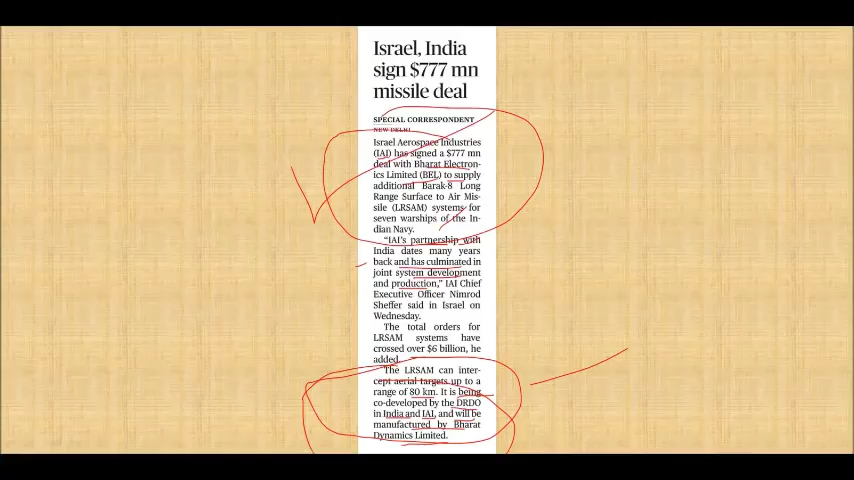 Israel, India
sign $777 mn
missile deal
SPECIAL CORRESPONDENT
NEW DELHI
Israel Aerospace Industries
(IAI) has signed a $777 mn
deal with Bharat Electron-
ics Limited (BEL) to supply
additional Barak-8 Long
Range Surface to Air Mis-
sile (LRSAM) systems for
seven warships of the In-
dian Navy.
“IAI's partnership with
India dates many years
back and has culminated in
joint system development
and production,” IAI Chief
Executive Officer Nimrod
Sheffer said in Israel on
Wednesday.
The total orders for
LRSAM systems have
crossed over $6 billion, he
added.
The LRSAM can inter-
cept aerial targets up to a
range of 80 km. It is being
co-developed by the DRDO
in India and IAI, and will be
manufactured by Bharat
Dynamics Limited.